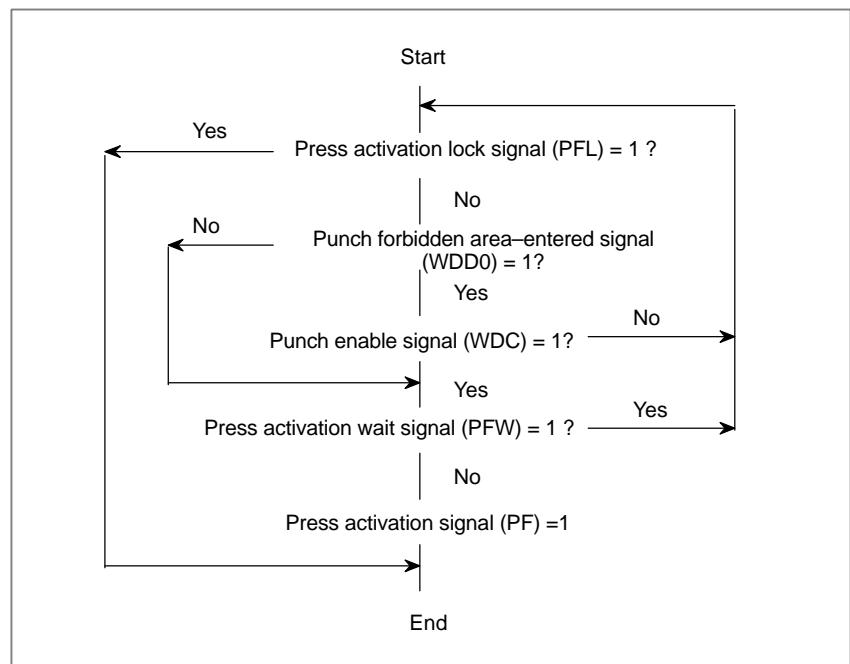 Start
Yes
Press activation lock signal (PFL) = 1 ?
No
No
Punch forbidden area–entered signal
(WDD0) = 1?
Yes
No
Punch enable signal (WDC) = 1?
Yes
Yes
Press activation wait signal (PFW) = 1 ?
No
Press activation signal (PF) =1
End